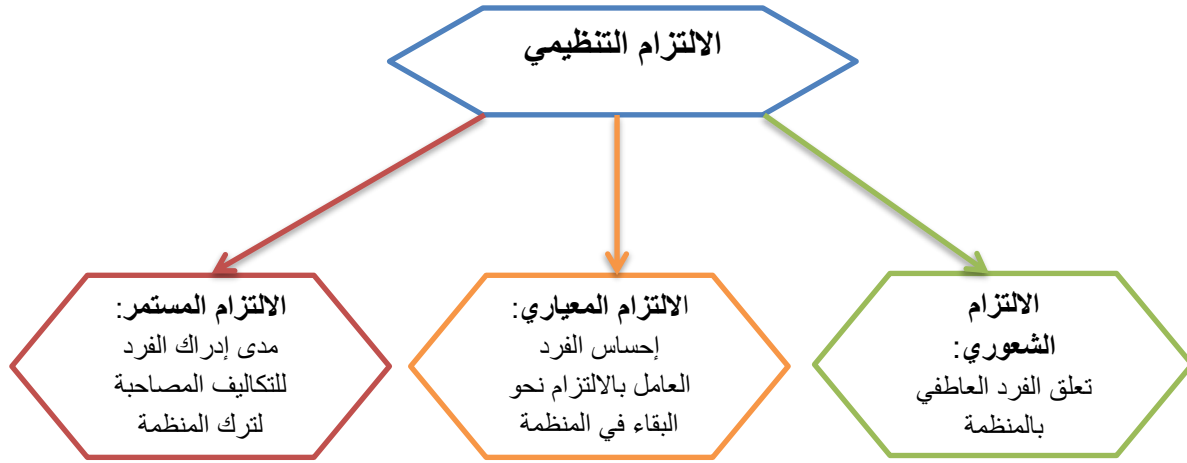 الالتزام التنظيمي
الالتزام
الشعوري:
تعلق الفرد العاطفي
بالمنظمة
الالتزام المعياري:
إحساس الفرد
العامل بالالتزام نحو
البقاء في المنظمة
الالتزام المستمر:
مدى إدراك الفرد
للتكاليف المصاحبة
لترك المنظمة